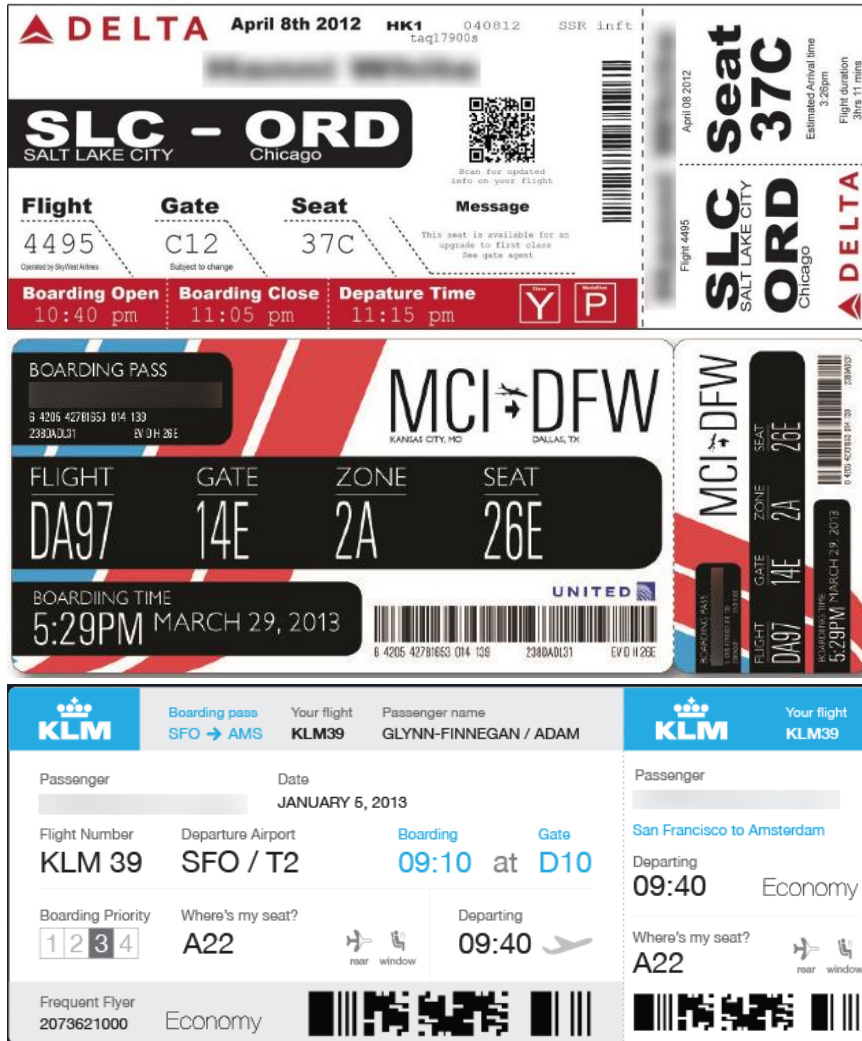 DELTA April 8th 2012 HK1 040812 SSR inft
taq17900s
SLC - ORD
SALT LAKE CITY Chicago
Scan for updated
info on your flight
Flight Gate Seat Message
4495 C12 37C
This seat is available for an
upgrade to first class
See gate agent
Operated by SkyWest Airlines Subject to change
Boarding Open Boarding Close Depature Time
10:40 pm 11:05 pm 11:15 pm
Y P
April 08 2012
Seat
37C
Estimated Arrival time
3:26pm
Flight duration
3hrs 11 mins
Flight 4495
SLC
SALT LAKE CITY
ORD
Chicago
DELTA
BOARDING PASS
6 4205 42781653 014 139
2380ADL31 EV 0 H 26E
MCI DFW
KANSAS CITY, MO DALLAS, TX
FLIGHT GATE ZONE SEAT
DA97 14E 2A 26E
BOARDIING TIME
5:29PM MARCH 29, 2013
UNITED
6 4205 42781653 014 139 2380ADL31 EV 0 H 26E
MCI DFW
BOARDING PASS
FLIGHT GATE ZONE SEAT
DA97 14E 2A 26E
BOARDIING TIME
5:29PM MARCH 29, 2013
6 4205 42781653 014 139 2380ADL31
KLM
Boarding pass Your flight Passenger name
SFO → AMS KLM39 GLYNN-FINNEGAN / ADAM
Passenger Date
JANUARY 5, 2013
Flight Number Departure Airport Boarding Gate
KLM 39 SFO / T2 09:10 at D10
Boarding Priority Where's my seat? Departing
1 2 3 4 A22 rear window 09:40
Frequent Flyer
2073621000 Economy
KLM Your flight
KLM39
Passenger
San Francisco to Amsterdam
Departing
09:40 Economy
Where's my seat?
A22 rear window